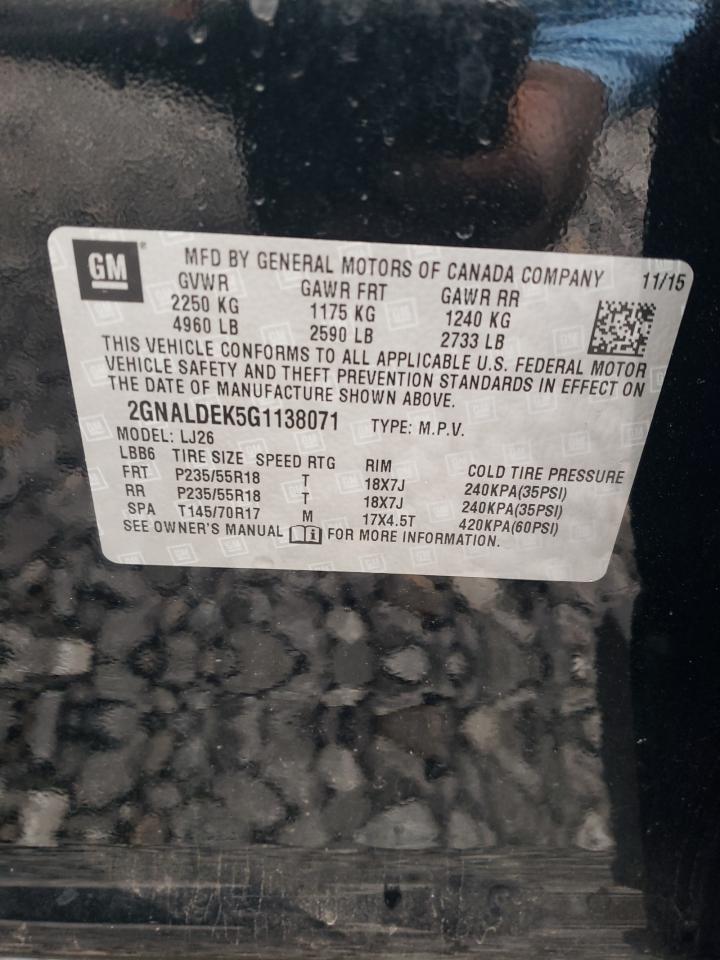 GM
MFD BY GENERAL MOTORS OF CANADA COMPANY 11/15
GVWR GAWR FRT GAWR RR
2250 KG 1175 KG 1240 KG
4960 LB 2590 LB 2733 LB
THIS VEHICLE CONFORMS TO ALL APPLICABLE U.S. FEDERAL MOTOR
VEHICLE SAFETY AND THEFT PREVENTION STANDARDS IN EFFECT ON
THE DATE OF MANUFACTURE SHOWN ABOVE.
2GNALDEK5G1138071 TYPE: M.P.V.
MODEL: LJ26
LBB6 TIRE SIZE SPEED RTG RIM COLD TIRE PRESSURE
FRT P235/55R18 T 18X7J 240KPA(35PSI)
RR P235/55R18 T 18X7J 240KPA(35PSI)
SPA T145/70R17 M 17X4.5T 420KPA(60PSI)
SEE OWNER'S MANUAL i FOR MORE INFORMATION.